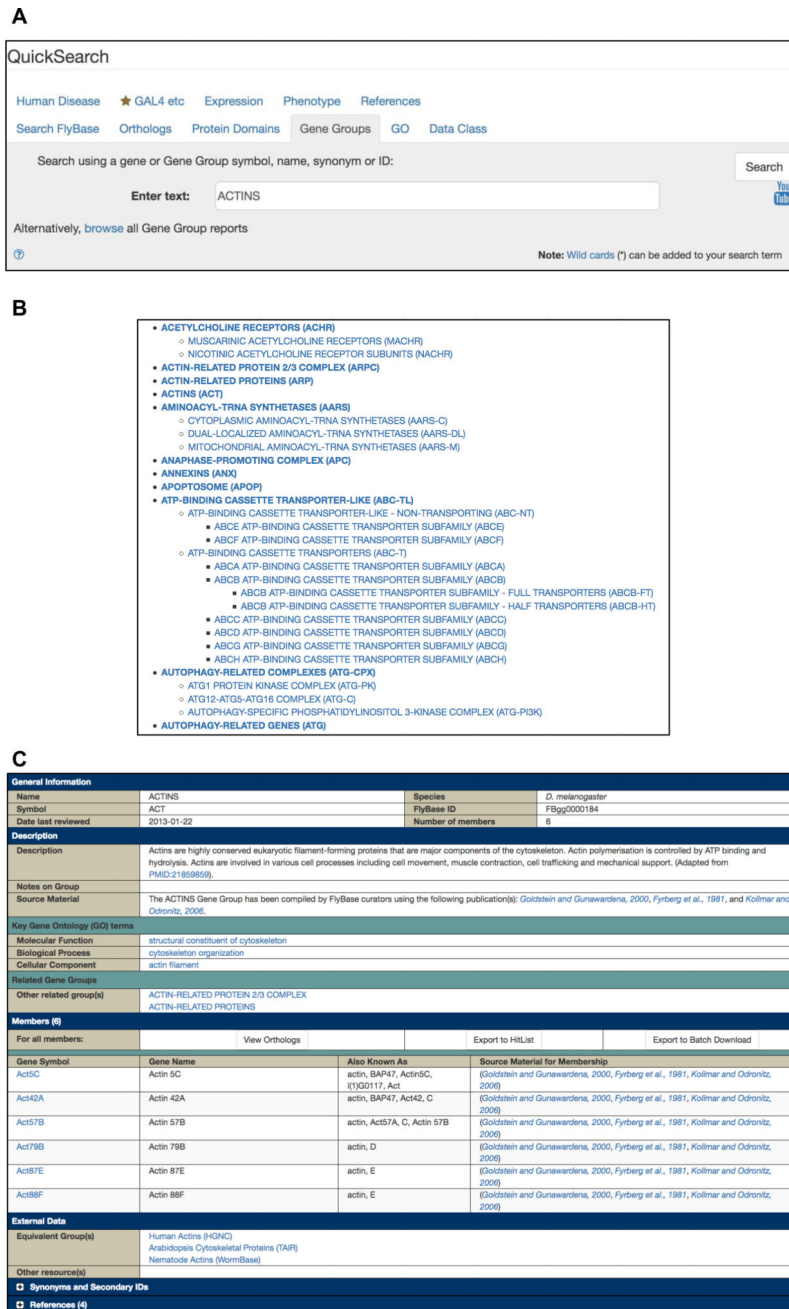 A
QuickSearch
Human Disease ★ GAL4 etc Expression Phenotype References
Search FlyBase Orthologs Protein Domains Gene Groups GO Data Class
Search using a gene or Gene Group symbol, name, synonym or ID:
Search
Enter text: ACTINS
You
Tube
Alternatively, browse all Gene Group reports
Note: Wild cards (*) can be added to your search term
B
• ACETYLCHOLINE RECEPTORS (ACHR)
○ MUSCARINIC ACETYLCHOLINE RECEPTORS (MACHR)
○ NICOTINIC ACETYLCHOLINE RECEPTOR SUBUNITS (NACHR)
• ACTIN-RELATED PROTEIN 2/3 COMPLEX (ARPC)
• ACTIN-RELATED PROTEINS (ARP)
• ACTINS (ACT)
• AMINOACYL-TRNA SYNTHETASES (AARS)
○ CYTOPLASMIC AMINOACYL-TRNA SYNTHETASES (AARS-C)
○ DUAL-LOCALIZED AMINOACYL-TRNA SYNTHETASES (AARS-DL)
○ MITOCHONDRIAL AMINOACYL-TRNA SYNTHETASES (AARS-M)
• ANAPHASE-PROMOTING COMPLEX (APC)
• ANNEXINS (ANX)
• APOPTOSOME (APOP)
• ATP-BINDING CASSETTE TRANSPORTER-LIKE (ABC-TL)
○ ATP-BINDING CASSETTE TRANSPORTER-LIKE - NON-TRANSPORTING (ABC-NT)
▪ ABCE ATP-BINDING CASSETTE TRANSPORTER SUBFAMILY (ABCE)
▪ ABCF ATP-BINDING CASSETTE TRANSPORTER SUBFAMILY (ABCF)
○ ATP-BINDING CASSETTE TRANSPORTERS (ABC-T)
▪ ABCA ATP-BINDING CASSETTE TRANSPORTER SUBFAMILY (ABCA)
▪ ABCB ATP-BINDING CASSETTE TRANSPORTER SUBFAMILY (ABCB)
▪ ABCB ATP-BINDING CASSETTE TRANSPORTER SUBFAMILY - FULL TRANSPORTERS (ABCB-FT)
▪ ABCB ATP-BINDING CASSETTE TRANSPORTER SUBFAMILY - HALF TRANSPORTERS (ABCB-HT)
▪ ABCC ATP-BINDING CASSETTE TRANSPORTER SUBFAMILY (ABCC)
▪ ABCD ATP-BINDING CASSETTE TRANSPORTER SUBFAMILY (ABCD)
▪ ABCG ATP-BINDING CASSETTE TRANSPORTER SUBFAMILY (ABCG)
▪ ABCH ATP-BINDING CASSETTE TRANSPORTER SUBFAMILY (ABCH)
• AUTOPHAGY-RELATED COMPLEXES (ATG-CPX)
○ ATG1 PROTEIN KINASE COMPLEX (ATG-PK)
○ ATG12-ATG5-ATG16 COMPLEX (ATG-C)
○ AUTOPHAGY-SPECIFIC PHOSPHATIDYLINOSITOL 3-KINASE COMPLEX (ATG-PI3K)
• AUTOPHAGY-RELATED GENES (ATG)
C
General Information
Name ACTINS Species D. melanogaster
Symbol ACT FlyBase ID FBgg0000184
Date last reviewed 2013-01-22 Number of members 6
Description
Description Actins are highly conserved eukaryotic filament-forming proteins that are major components of the cytoskeleton. Actin polymerisation is controlled by ATP binding and
hydrolysis. Actins are involved in various cell processes including cell movement, muscle contraction, cell trafficking and mechanical support. (Adapted from
PMID:21859859).
Notes on Group
Source Material The ACTINS Gene Group has been compiled by FlyBase curators using the following publication(s): Goldstein and Gunawardena, 2000, Fyrberg et al., 1981, and Kollmar and
Odronitz, 2006.
Key Gene Ontology (GO) terms
Molecular Function structural constituent of cytoskeleton
Biological Process cytoskeleton organization
Cellular Component actin filament
Related Gene Groups
Other related group(s) ACTIN-RELATED PROTEIN 2/3 COMPLEX
ACTIN-RELATED PROTEINS
Members (6)
For all members: View Orthologs Export to HitList Export to Batch Download
Gene Symbol Gene Name Also Known As Source Material for Membership
Act5C Actin 5C actin, BAP47, Actin5C, (Goldstein and Gunawardena, 2000, Fyrberg et al., 1981, Kollmar and Odronitz,
l(1)G0117, Act 2006)
Act42A Actin 42A actin, BAP47, Act42, C (Goldstein and Gunawardena, 2000, Fyrberg et al., 1981, Kollmar and Odronitz,
2006)
Act57B Actin 57B actin, Act57A, C, Actin 57B (Goldstein and Gunawardena, 2000, Fyrberg et al., 1981, Kollmar and Odronitz,
2006)
Act79B Actin 79B actin, D (Goldstein and Gunawardena, 2000, Fyrberg et al., 1981, Kollmar and Odronitz,
2006)
Act87E Actin 87E actin, E (Goldstein and Gunawardena, 2000, Fyrberg et al., 1981, Kollmar and Odronitz,
2006)
Act88F Actin 88F actin, E (Goldstein and Gunawardena, 2000, Fyrberg et al., 1981, Kollmar and Odronitz,
2006)
External Data
Equivalent Group(s) Human Actins (HGNC)
Arabidopsis Cytoskeletal Proteins (TAIR)
Nematode Actins (WormBase)
Other resource(s)
Synonyms and Secondary IDs
References (4)